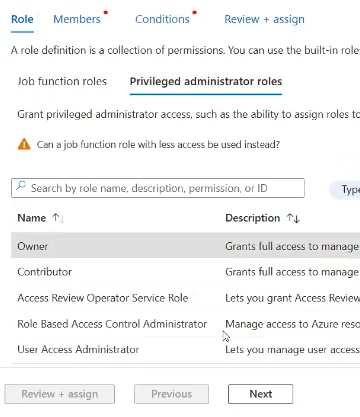 Role Members Conditions Review + assign
A role definition is a collection of permissions. You can use the built-in roles
Job function roles Privileged administrator roles
Grant privileged administrator access, such as the ability to assign roles to
Can a job function role with less access be used instead?
Search by role name, description, permission, or ID Type
Name ↑↓ Description ↑↓
Owner Grants full access to manage
Contributor Grants full access to manage
Access Review Operator Service Role Lets you grant Access Review
Role Based Access Control Administrator Manage access to Azure reso
User Access Administrator Lets you manage user access
Review + assign Previous Next